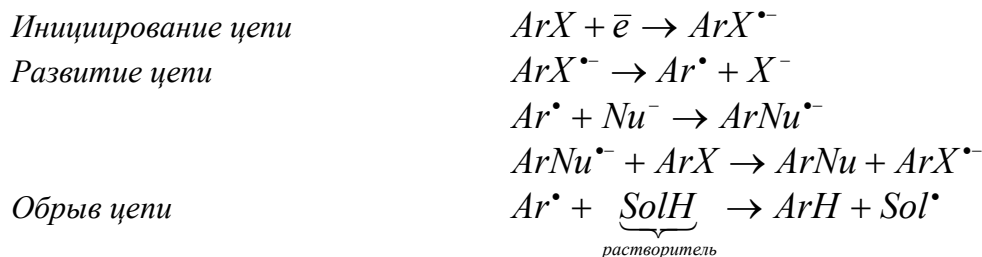 Инициирование цепи ArX + e̅ → ArX•−
Развитие цепи ArX•− → Ar• + X−
Ar• + Nu− → ArNu•−
ArNu•− + ArX → ArNu + ArX•−
Обрыв цепи Ar• + SolH → ArH + Sol•
растворитель